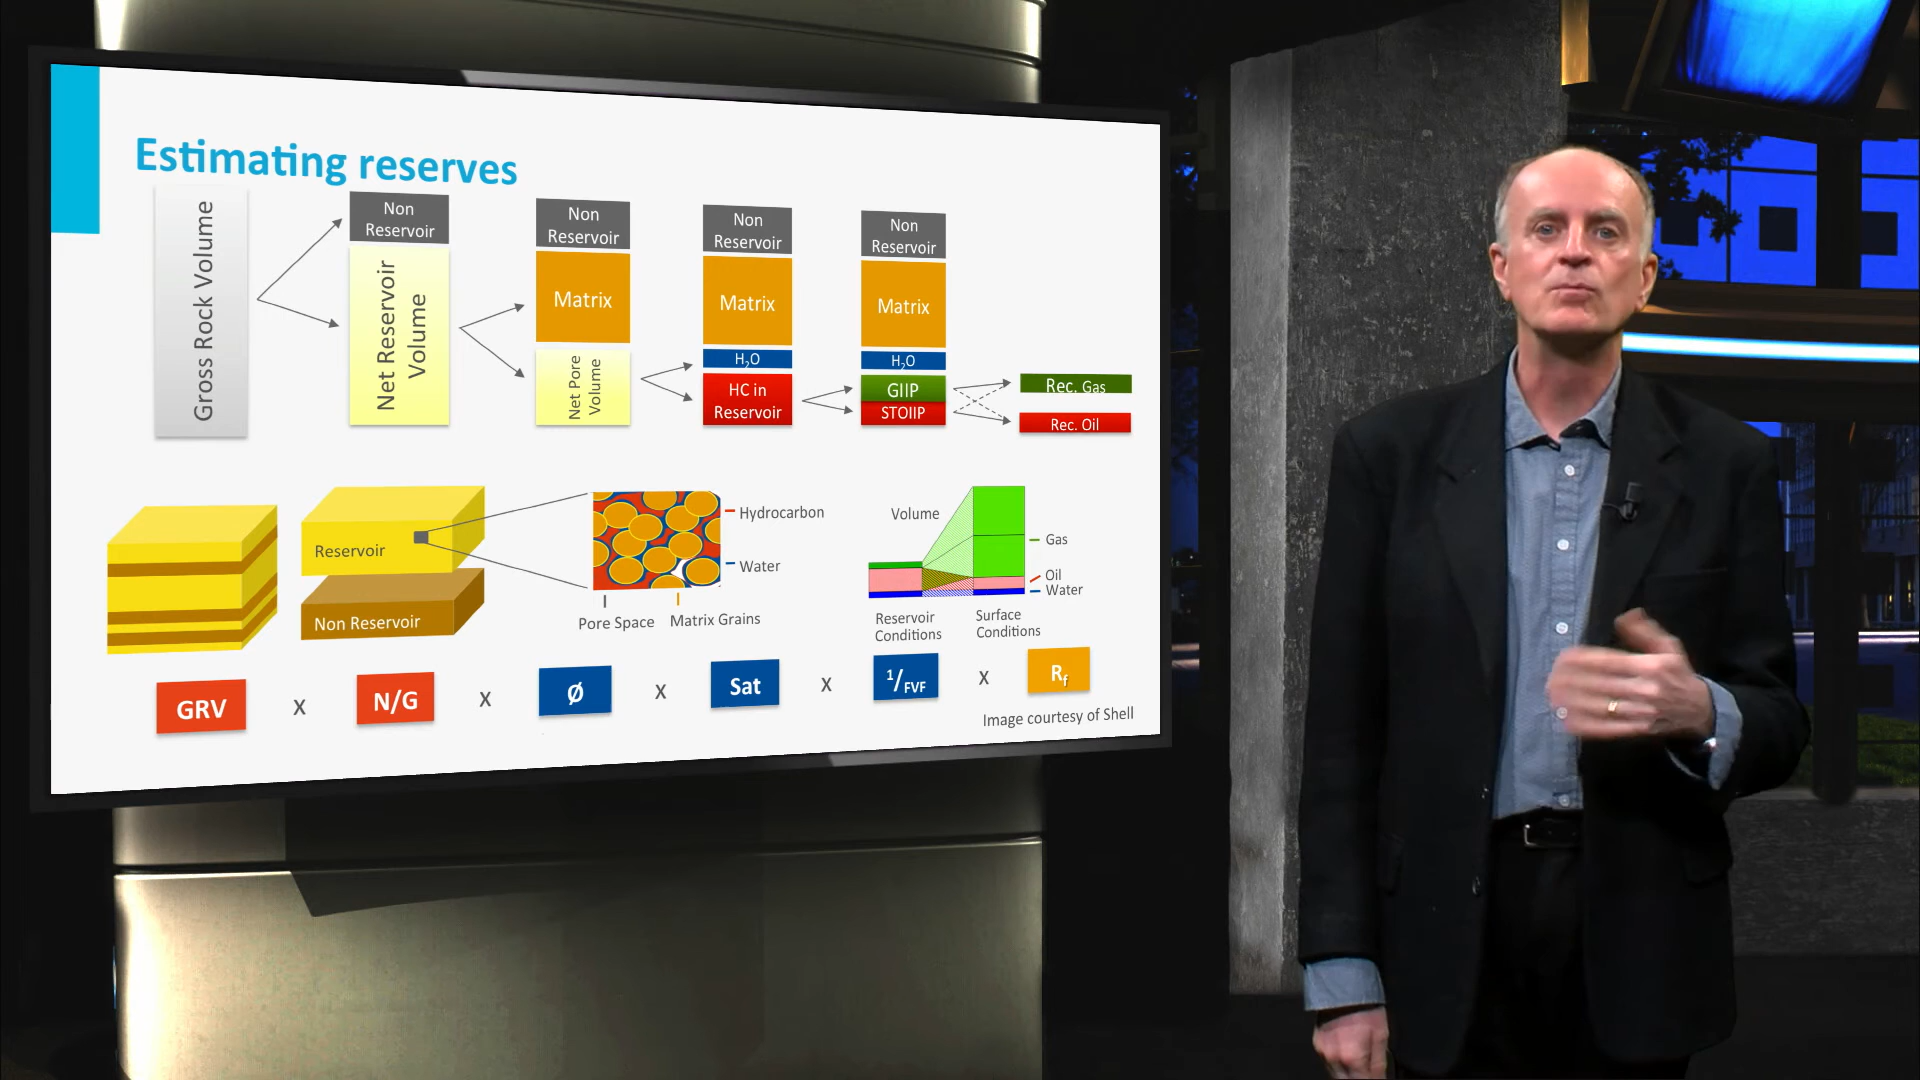 Estimating reserves
Gross Rock Volume
Non
Reservoir
Net Reservoir
Volume
Non
Reservoir
Matrix
Net Pore
Volume
Non
Reservoir
Matrix
H₂O
HC in
Reservoir
Non
Reservoir
Matrix
H₂O
GIIP
STOIIP
Rec. Gas
Rec. Oil
Reservoir
Non Reservoir
Hydrocarbon
Water
Pore Space
Matrix Grains
Volume
Gas
Oil
Water
Reservoir
Conditions
Surface
Conditions
GRV x N/G x Ø x Sat x 1/FVF x Rf
Image courtesy of Shell